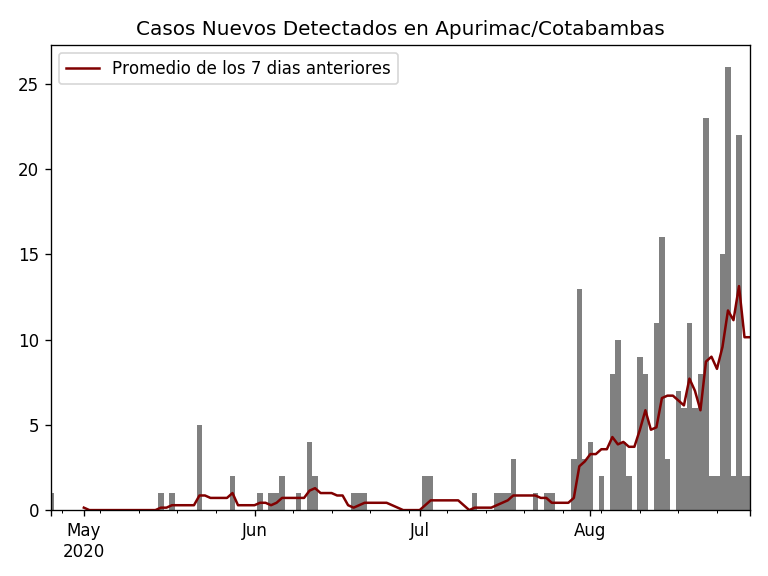 Casos Nuevos Detectados en Apurimac/Cotabambas
Promedio de los 7 dias anteriores
25
20
15
10
5
0
May Jun Jul Aug
2020